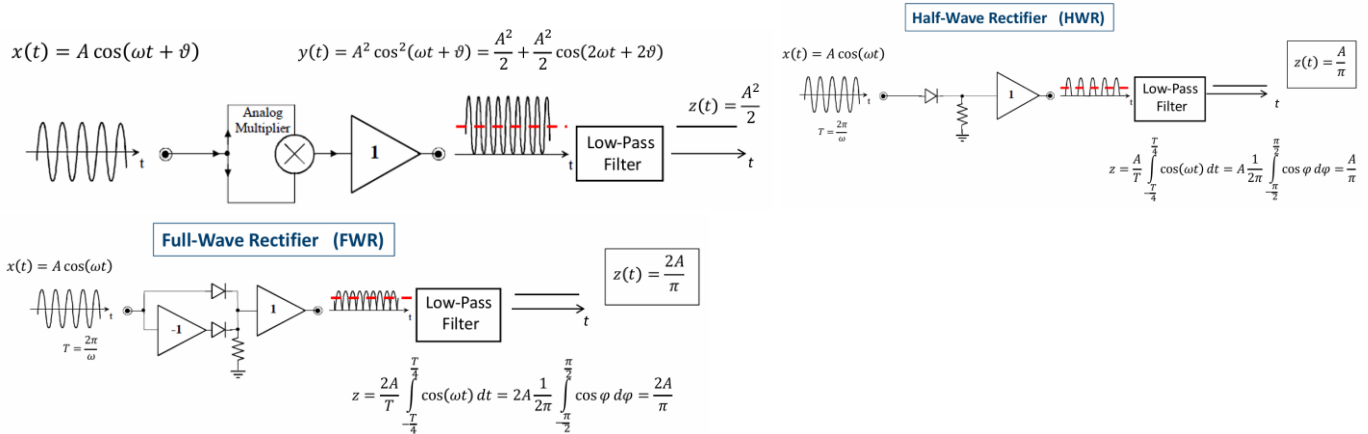 x(t) = A cos(ωt + ϑ)
y(t) = A² cos²(ωt + ϑ) = A²/2 + A²/2 cos(2ωt + 2ϑ)
Analog
Multiplier
1
t
t
Low-Pass
Filter
z(t) = A²/2
t
Half-Wave Rectifier (HWR)
x(t) = A cos(ωt)
t
T = 2π/ω
1
t
Low-Pass
Filter
z(t) = A/π
t
z = A/T ∫_{-T/4}^{T/4} cos(ωt) dt = A 1/2π ∫_{-π/2}^{π/2} cos φ dφ = A/π
Full-Wave Rectifier (FWR)
x(t) = A cos(ωt)
t
T = 2π/ω
-1
1
t
Low-Pass
Filter
z(t) = 2A/π
t
z = 2A/T ∫_{-T/4}^{T/4} cos(ωt) dt = 2A 1/2π ∫_{-π/2}^{π/2} cos φ dφ = 2A/π